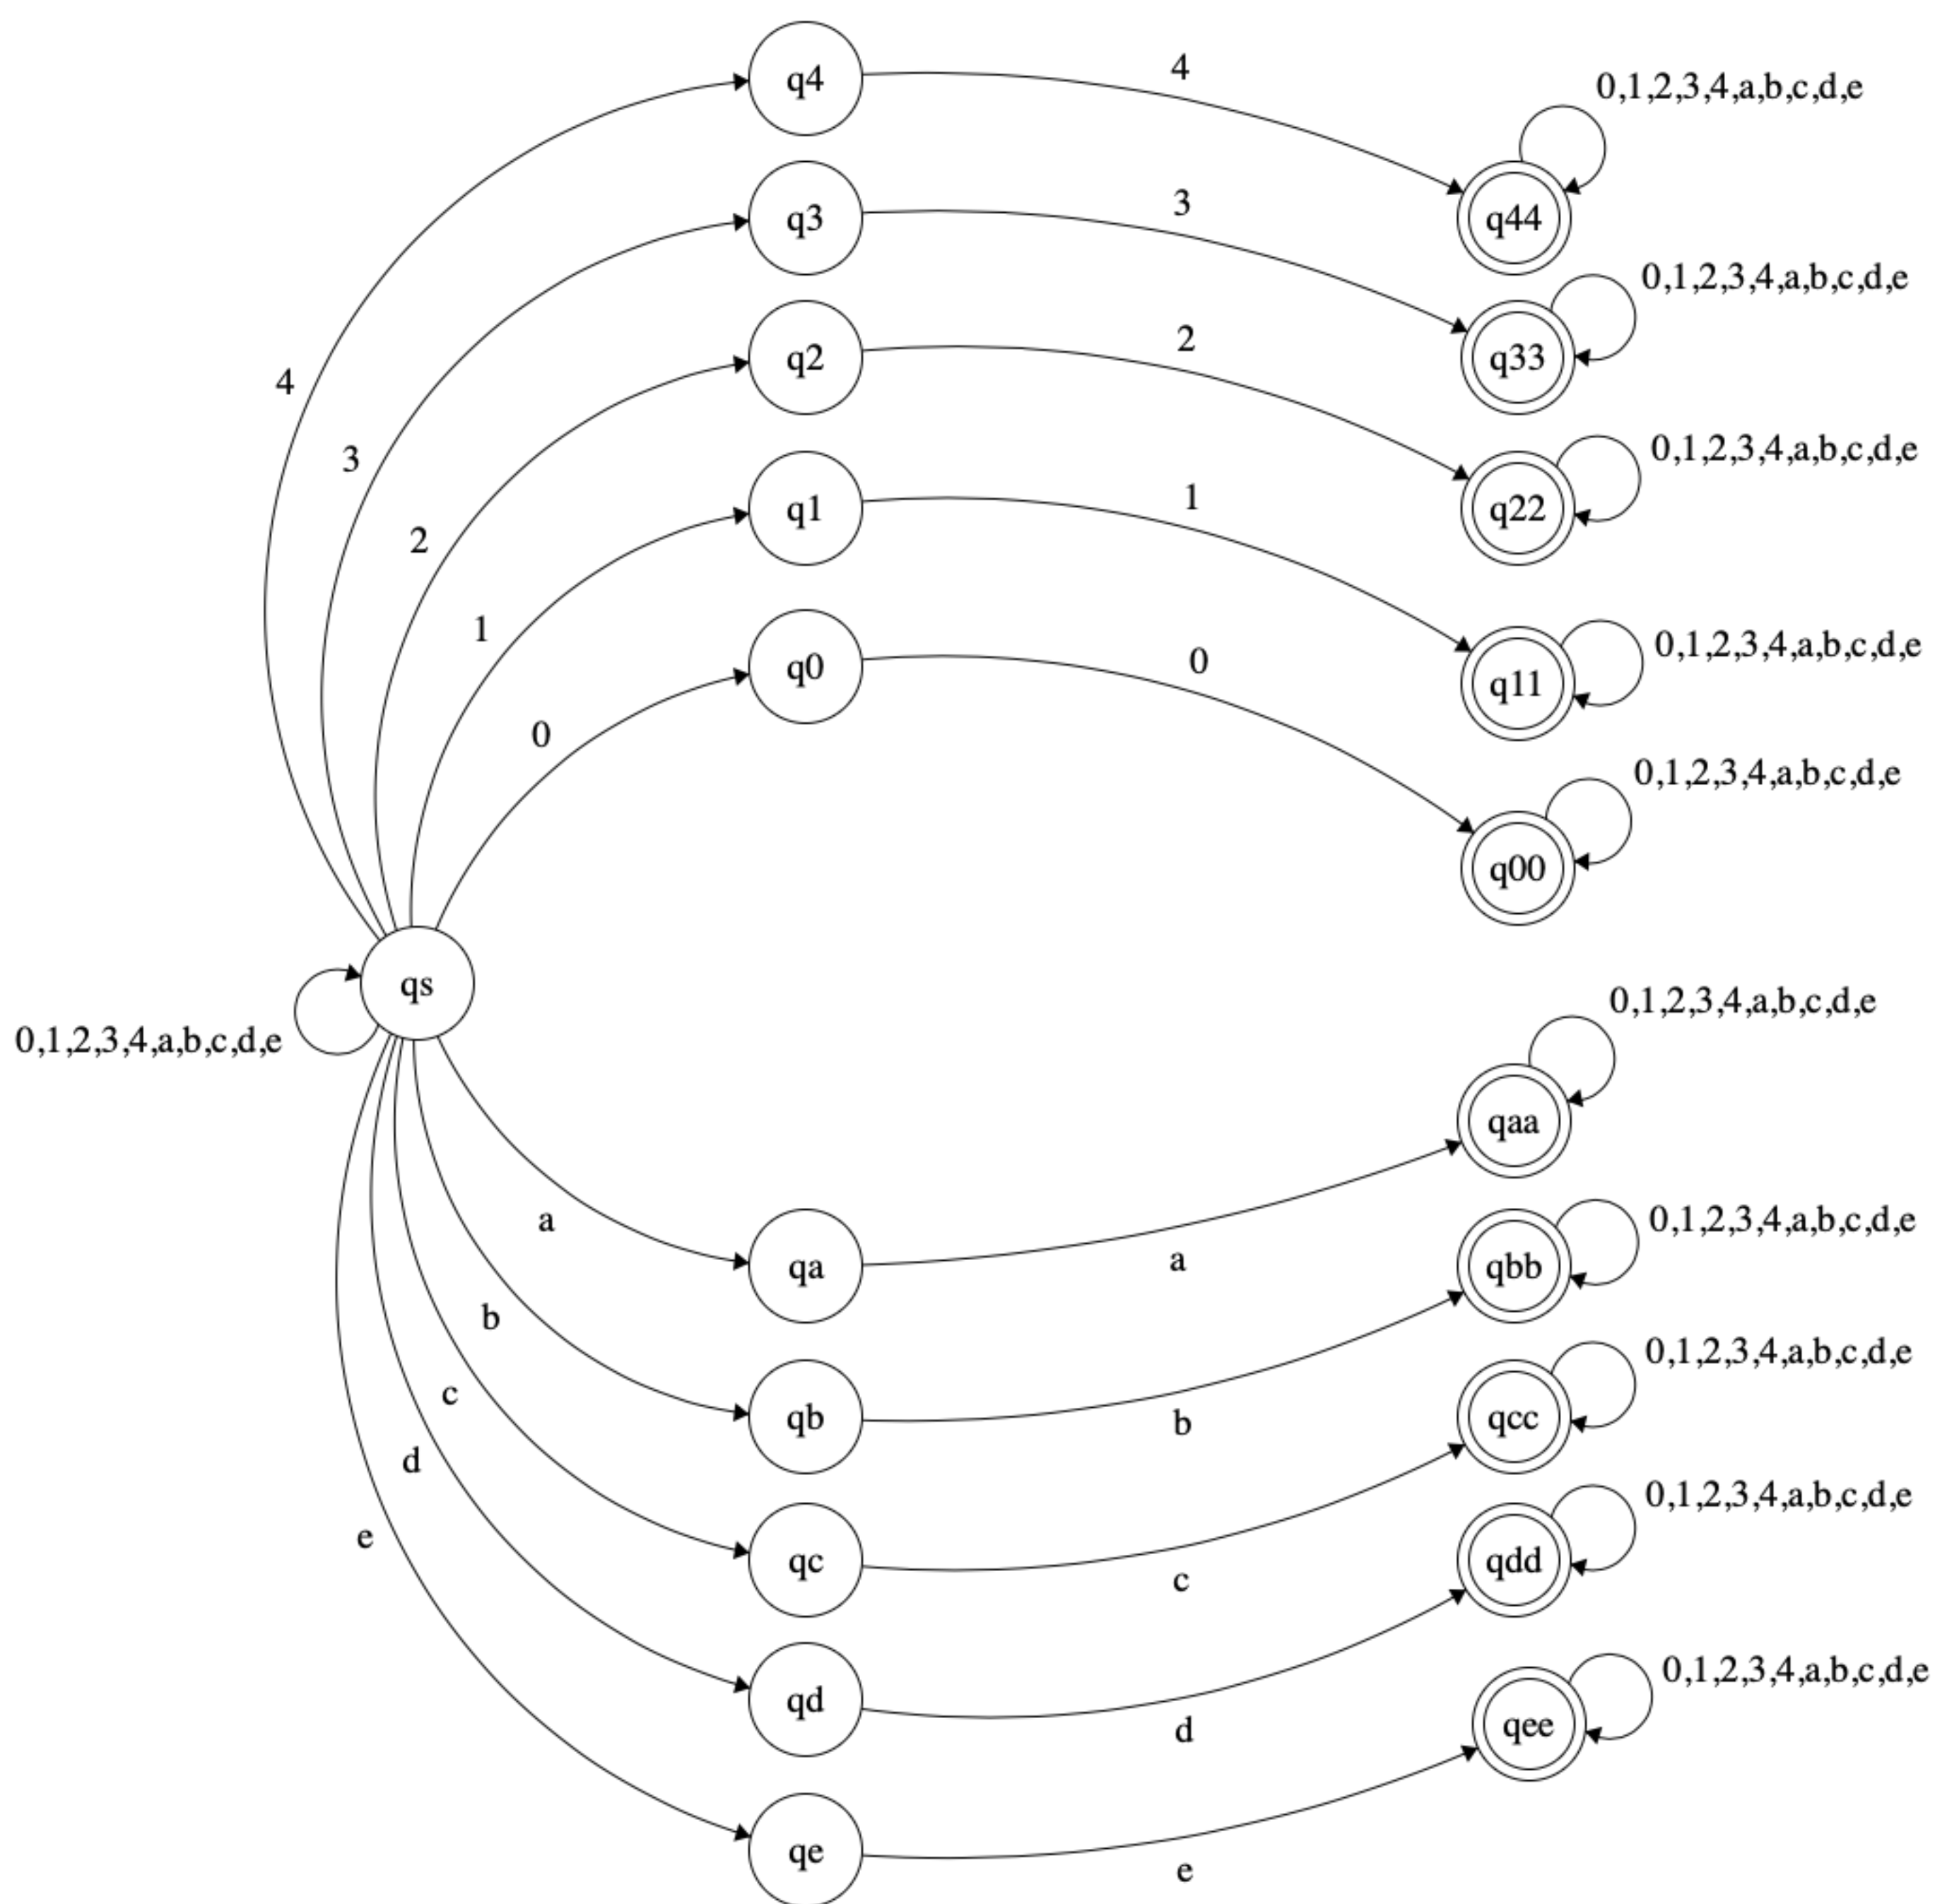 q4
4
0,1,2,3,4,a,b,c,d,e
q44
q3
3
0,1,2,3,4,a,b,c,d,e
q33
q2
2
0,1,2,3,4,a,b,c,d,e
q22
4
3
2
1
0
q1
1
0,1,2,3,4,a,b,c,d,e
q11
q0
0
0,1,2,3,4,a,b,c,d,e
q00
qs
0,1,2,3,4,a,b,c,d,e
0,1,2,3,4,a,b,c,d,e
qaa
a
b
c
d
e
qa
a
0,1,2,3,4,a,b,c,d,e
qbb
qb
b
0,1,2,3,4,a,b,c,d,e
qcc
qc
c
0,1,2,3,4,a,b,c,d,e
qdd
qd
d
0,1,2,3,4,a,b,c,d,e
qee
qe
e